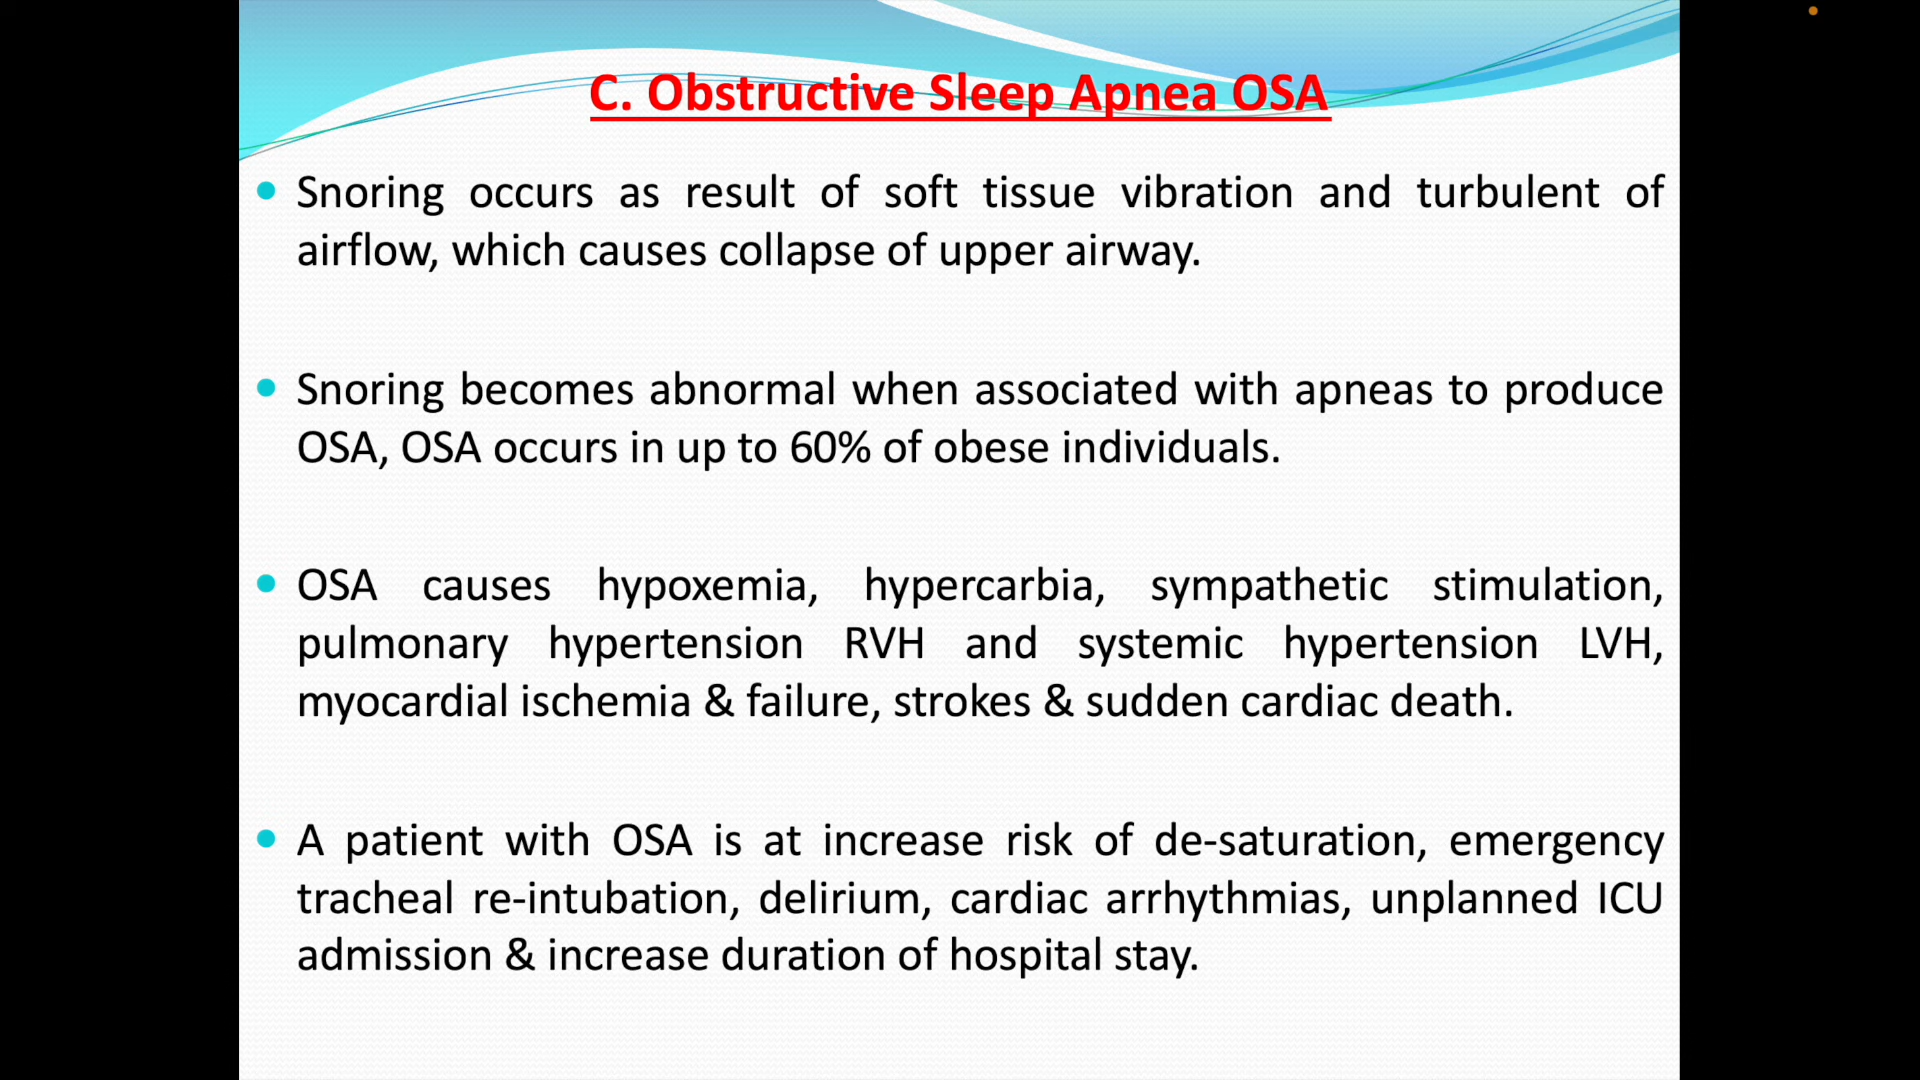 C. Obstructive Sleep Apnea OSA
Snoring occurs as result of soft tissue vibration and turbulent of
airflow, which causes collapse of upper airway.
Snoring becomes abnormal when associated with apneas to produce
OSA, OSA occurs in up to 60% of obese individuals.
OSA causes hypoxemia, hypercarbia, sympathetic stimulation,
pulmonary hypertension RVH and systemic hypertension LVH,
myocardial ischemia & failure, strokes & sudden cardiac death.
A patient with OSA is at increase risk of de-saturation, emergency
tracheal re-intubation, delirium, cardiac arrhythmias, unplanned ICU
admission & increase duration of hospital stay.